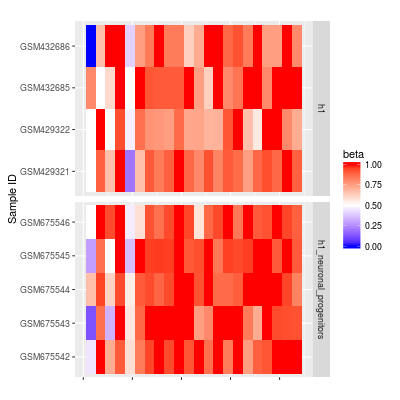 GSM432686
GSM432685
GSM429322
GSM429321
h1
GSM675546
GSM675545
GSM675544
GSM675543
GSM675542
h1_neuronal_progenitors
Sample ID
beta
1.00
0.75
0.50
0.25
0.00